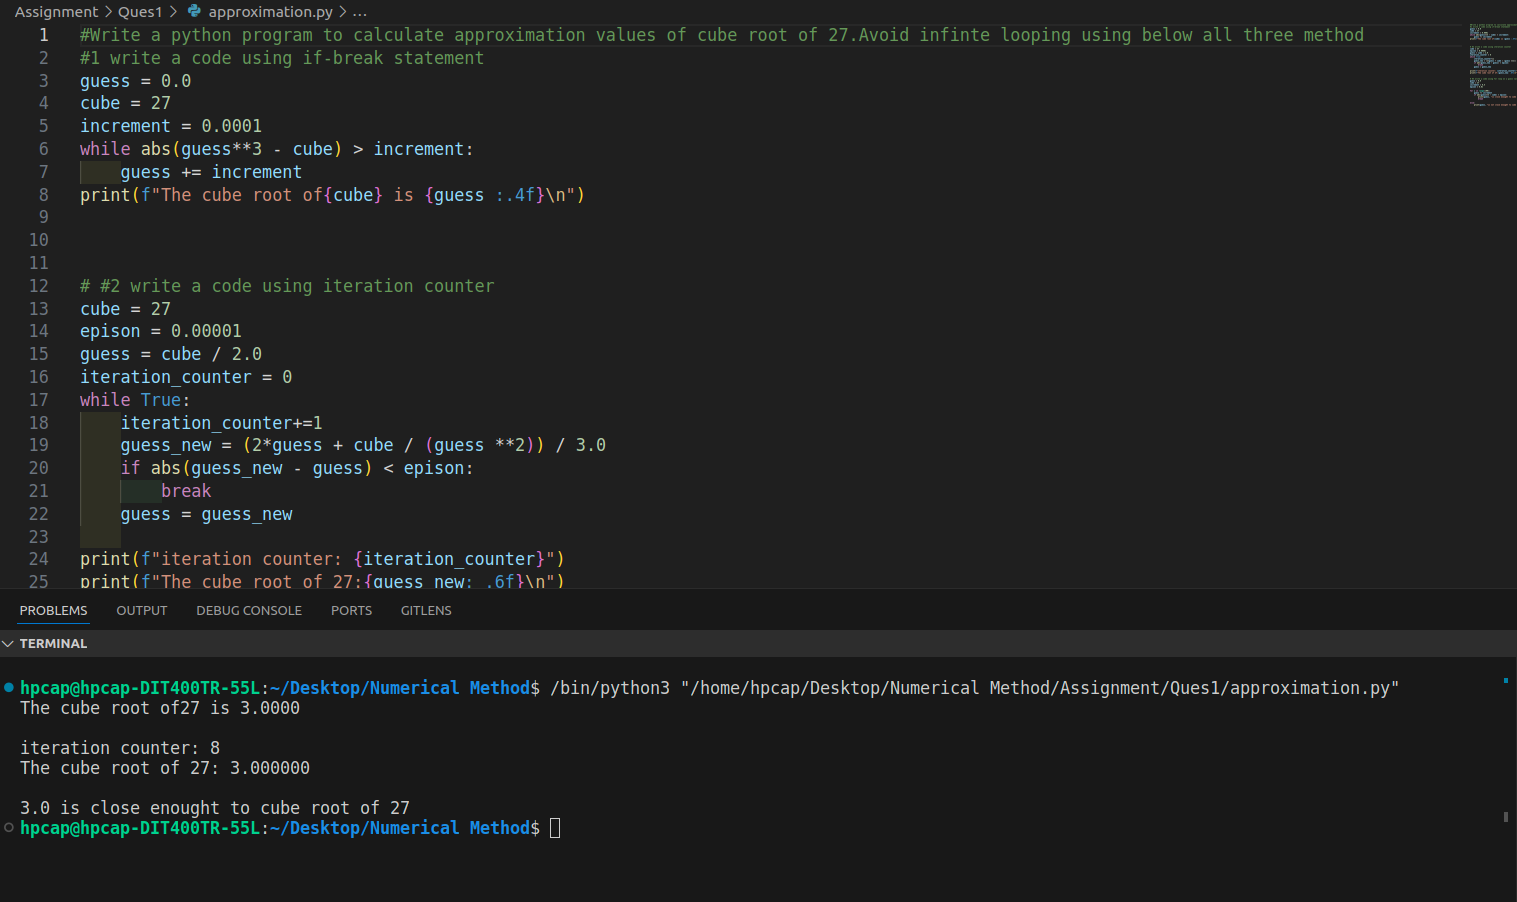 Assignment > Ques1 > approximation.py > ...
1 #Write a python program to calculate approximation values of cube root of 27.Avoid infinte looping using below all three method
2 #1 write a code using if-break statement
3 guess = 0.0
4 cube = 27
5 increment = 0.0001
6 while abs(guess**3 - cube) > increment:
7     guess += increment
8 print(f"The cube root of{cube} is {guess :.4f}\n")
9
10
11
12 # #2 write a code using iteration counter
13 cube = 27
14 epison = 0.00001
15 guess = cube / 2.0
16 iteration_counter = 0
17 while True:
18     iteration_counter+=1
19     guess_new = (2*guess + cube / (guess **2)) / 3.0
20     if abs(guess_new - guess) < epison:
21         break
22     guess = guess_new
23
24 print(f"iteration counter: {iteration_counter}")
25 print(f"The cube root of 27:{guess_new: .6f}\n")
PROBLEMS OUTPUT DEBUG CONSOLE PORTS GITLENS
TERMINAL
hpcap@hpcap-DIT400TR-55L:~/Desktop/Numerical Method$ /bin/python3 "/home/hpcap/Desktop/Numerical Method/Assignment/Ques1/approximation.py"
The cube root of27 is 3.0000
iteration counter: 8
The cube root of 27: 3.000000
3.0 is close enought to cube root of 27
hpcap@hpcap-DIT400TR-55L:~/Desktop/Numerical Method$